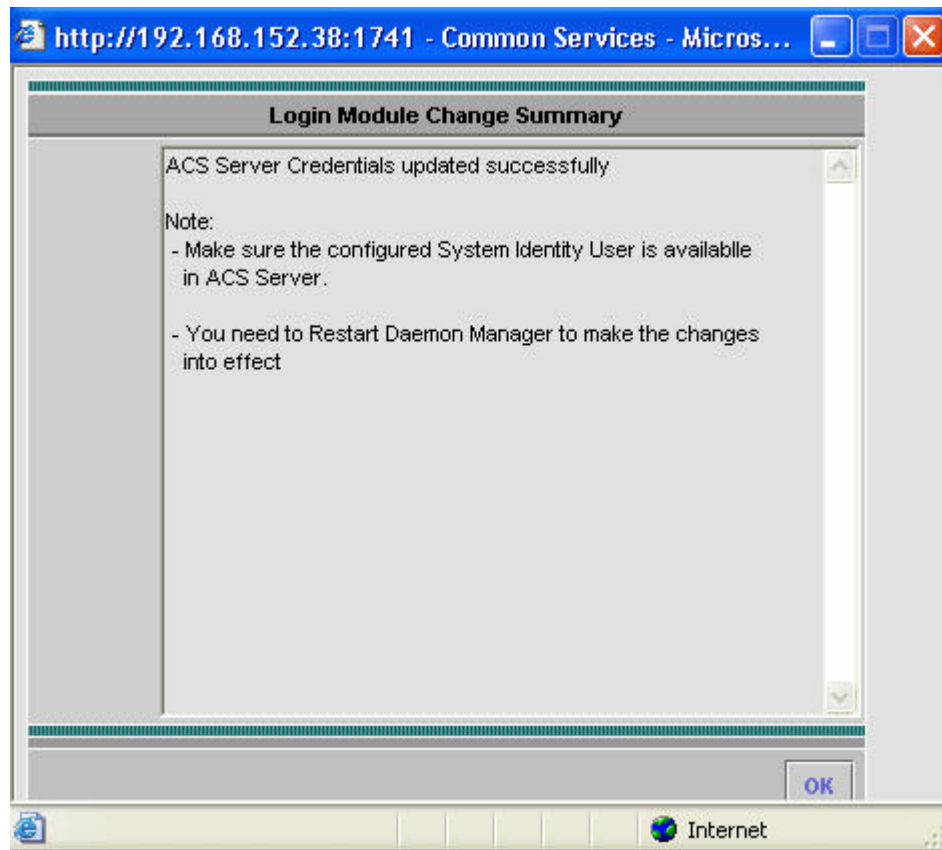 http://192.168.152.38:1741 - Common Services - Micros...
Login Module Change Summary
ACS Server Credentials updated successfully
Note:
- Make sure the configured System Identity User is availablle
in ACS Server.
- You need to Restart Daemon Manager to make the changes
into effect
OK
Internet